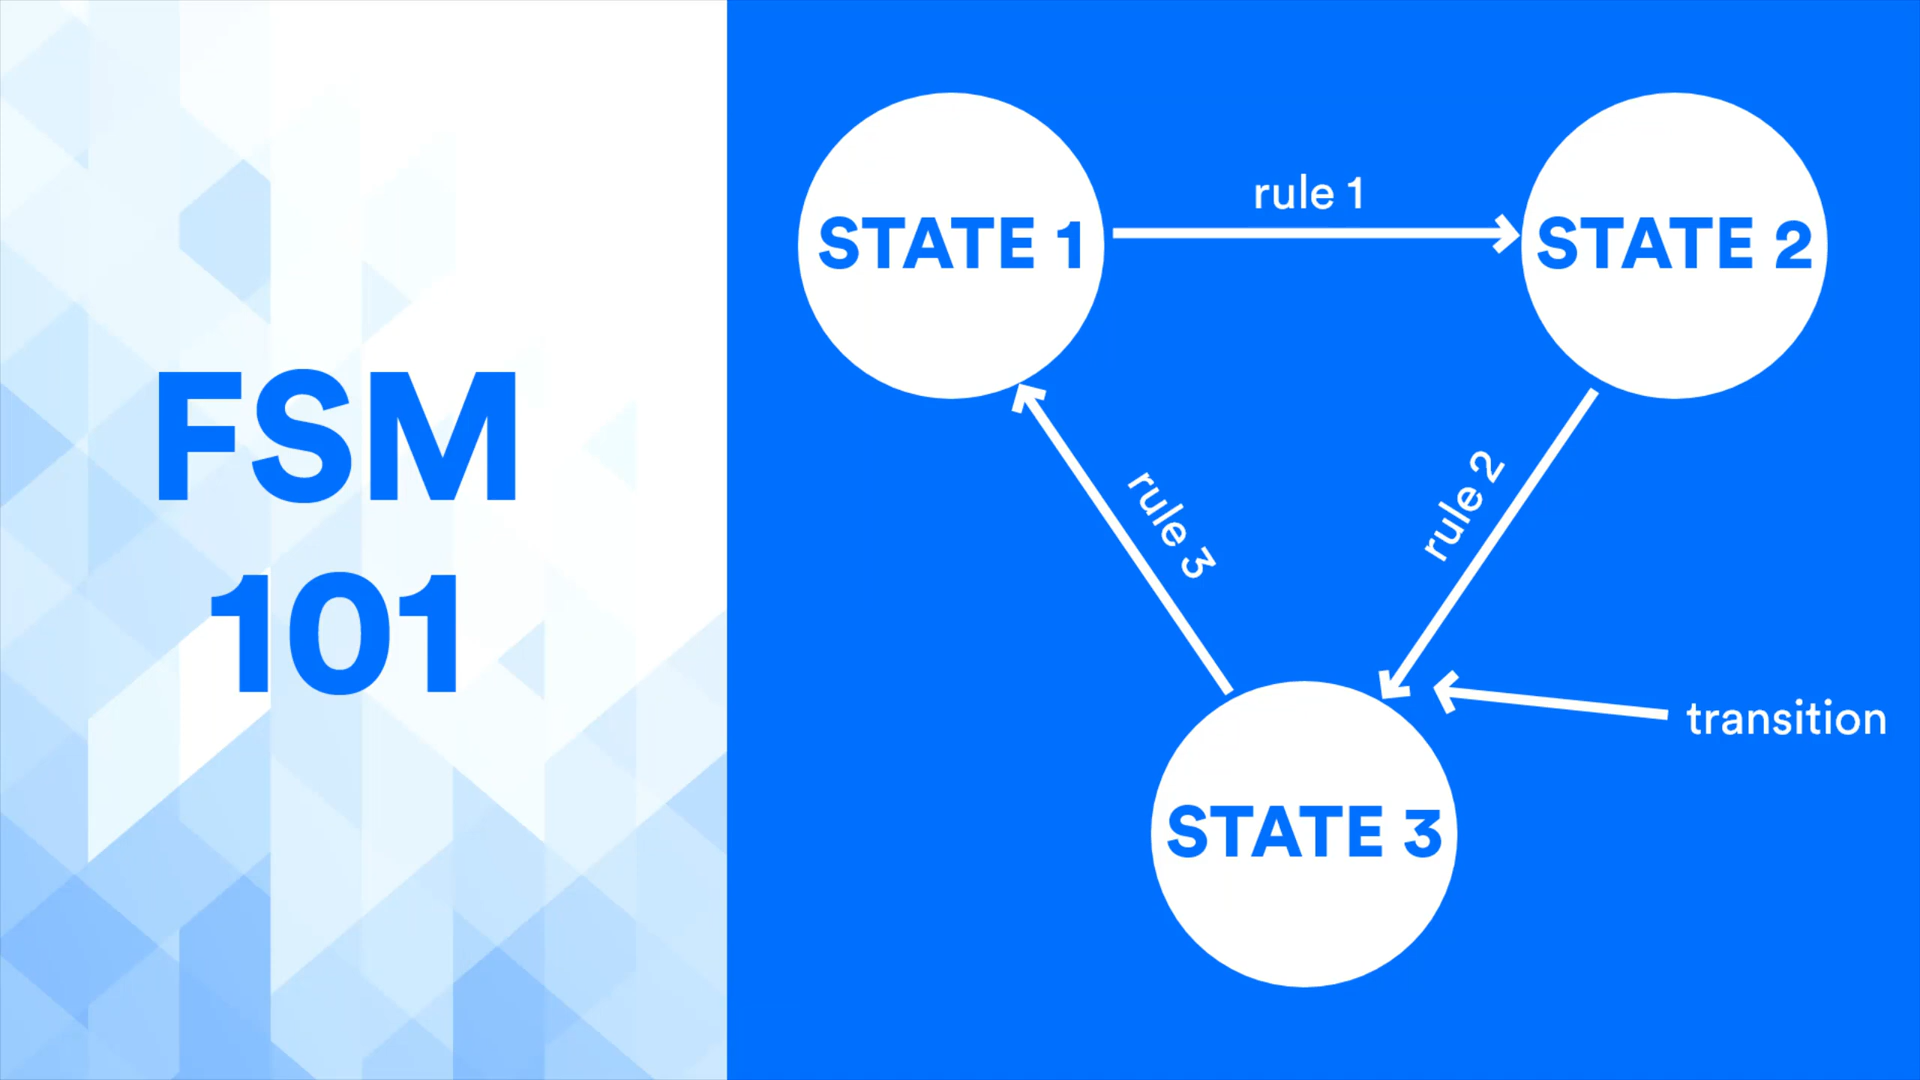 FSM
101
STATE 1
rule 1
STATE 2
rule 3
rule 2
transition
STATE 3